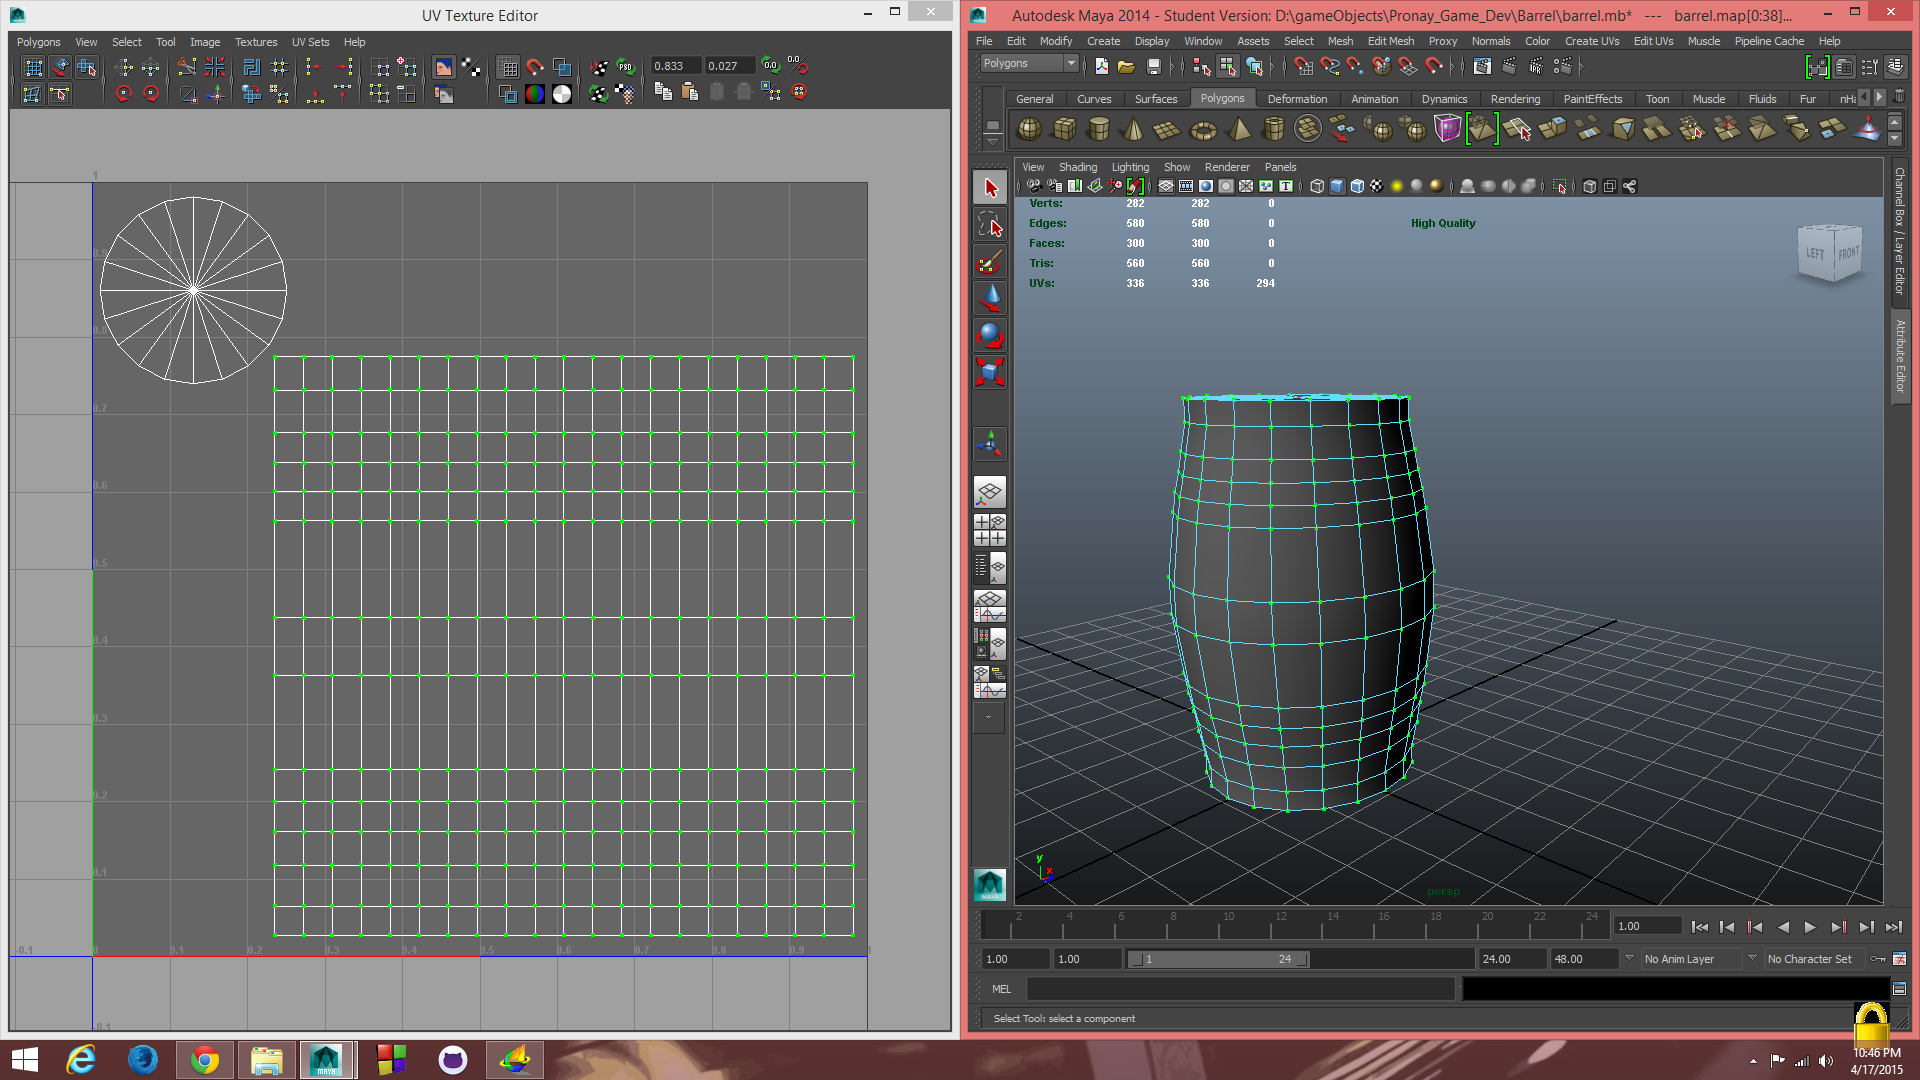 UV Texture Editor
Polygons View Select Tool Image Textures UV Sets Help
0.833 0.027 0.0 0.0
1
0.9
0.8
0.7
0.6
0.5
0.4
0.3
0.2
0.1
-0.1 0 0.1 0.2 0.3 0.4 0.5 0.6 0.7 0.8 0.9 1
-0.1
Autodesk Maya 2014 - Student Version: D:\gameObjects\Pronay_Game_Dev\Barrel\barrel.mb* --- barrel.map[0:38]...
File Edit Modify Create Display Window Assets Select Mesh Edit Mesh Proxy Normals Color Create UVs Edit UVs Muscle Pipeline Cache Help
Polygons
General Curves Surfaces Polygons Deformation Animation Dynamics Rendering PaintEffects Toon Muscle Fluids Fur nHa
View Shading Lighting Show Renderer Panels
Verts: 282 282 0
Edges: 580 580 0
Faces: 300 300 0
Tris: 560 560 0
UVs: 336 336 294
High Quality
LEFT FRONT
Channel Box / Layer Editor
Attribute Editor
y
x
persp
MAYA
2 4 6 8 10 12 14 16 18 20 22 24
1.00
1.00 1.00 1 24 24.00 48.00 No Anim Layer No Character Set
MEL
Select Tool: select a component
MAYA
10:46 PM
4/17/2015